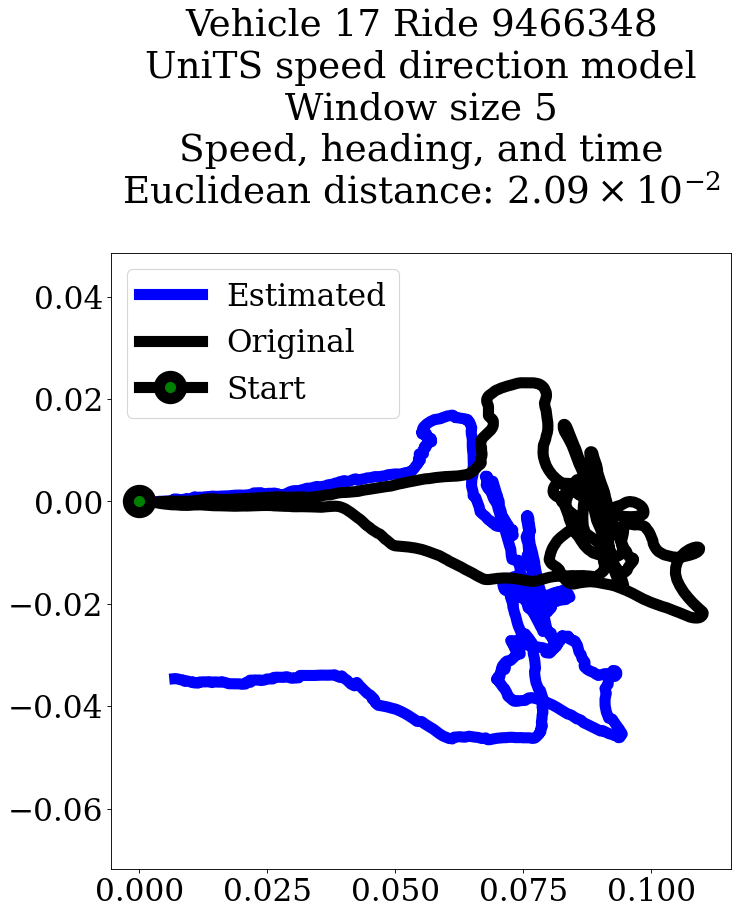 Vehicle 17 Ride 9466348
UniTS speed direction model
Window size 5
Speed, heading, and time
Euclidean distance: 2.09 × 10⁻²
Estimated
Original
Start
0.04
0.02
0.00
−0.02
−0.04
−0.06
0.000 0.025 0.050 0.075 0.100